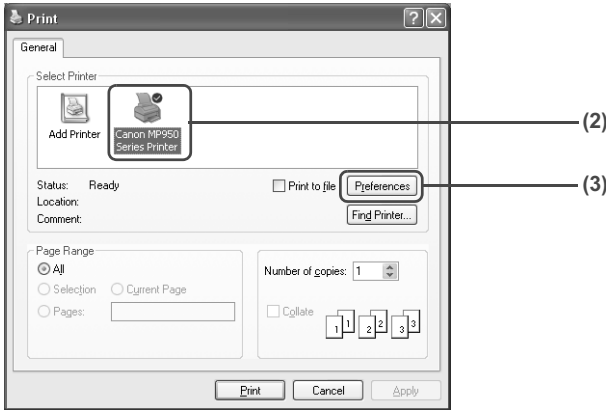 Print
General
Select Printer
Add Printer
Canon MP950
Series Printer
(2)
Status: Ready
Print to file
Preferences
(3)
Location:
Comment:
Find Printer...
Page Range
All
Number of copies: 1
Selection
Current Page
Pages:
Collate
1 1 2 2 3 3
Print
Cancel
Apply